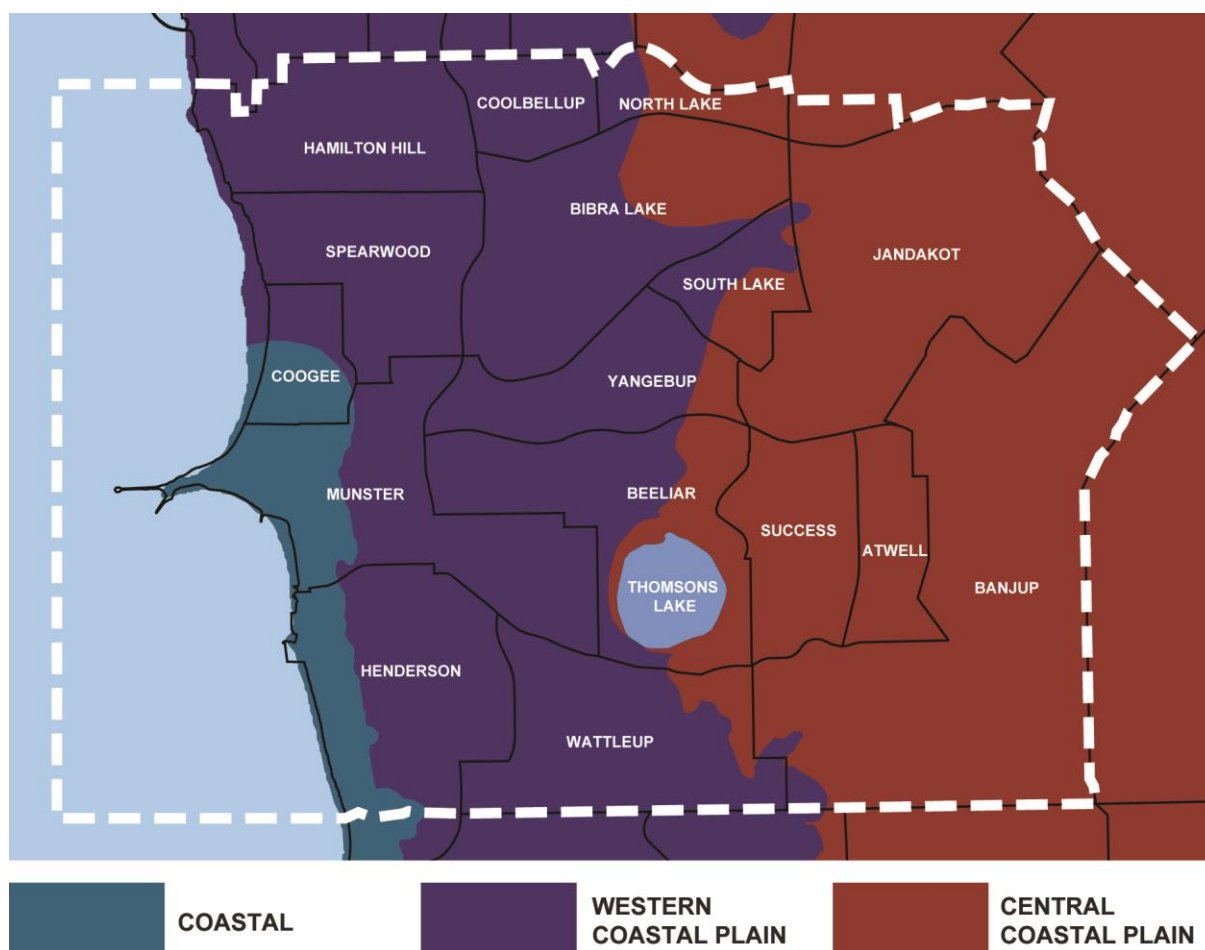 COOLBELLUP
NORTH LAKE
HAMILTON HILL
BIBRA LAKE
SPEARWOOD
JANDAKOT
SOUTH LAKE
COOGEE
YANGEBUP
MUNSTER
BEELIAR
SUCCESS
ATWELL
THOMSONS
LAKE
BANJUP
HENDERSON
WATTLEUP
COASTAL
WESTERN
COASTAL PLAIN
CENTRAL
COASTAL PLAIN